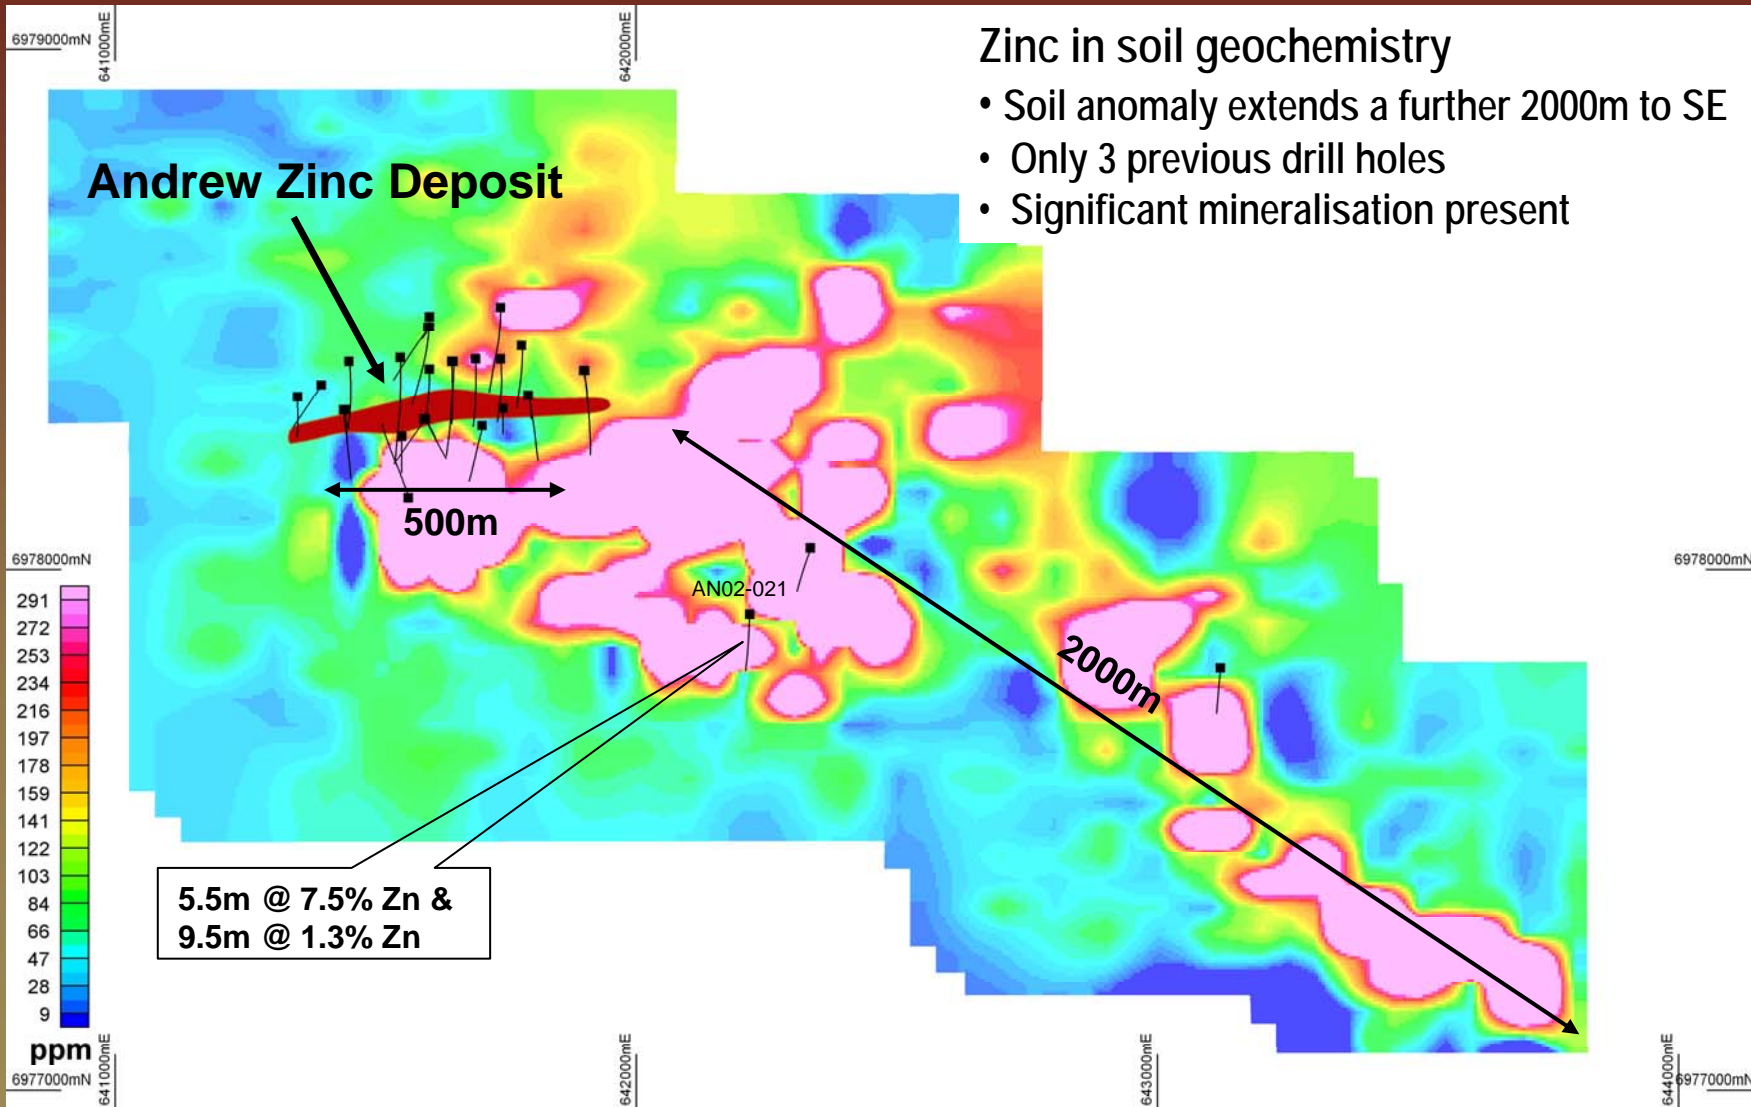 6979000mN
641000mE
642000mE
Zinc in soil geochemistry
• Soil anomaly extends a further 2000m to SE
• Only 3 previous drill holes
• Significant mineralisation present
Andrew Zinc Deposit
500m
6978000mN
6978000mN
AN02-021
2000m
291
272
253
234
216
197
178
159
141
122
103
84
66
47
28
9
ppm
5.5m @ 7.5% Zn &
9.5m @ 1.3% Zn
6977000mN
641000mE
642000mE
643000mE
644000mE
6977000mN